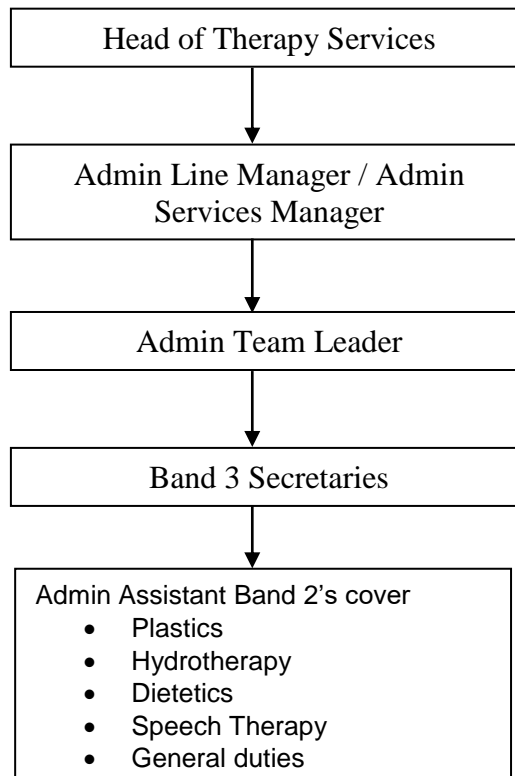 Head of Therapy Services
Admin Line Manager / Admin
Services Manager
Admin Team Leader
Band 3 Secretaries
Admin Assistant Band 2’s cover
• Plastics
• Hydrotherapy
• Dietetics
• Speech Therapy
• General duties